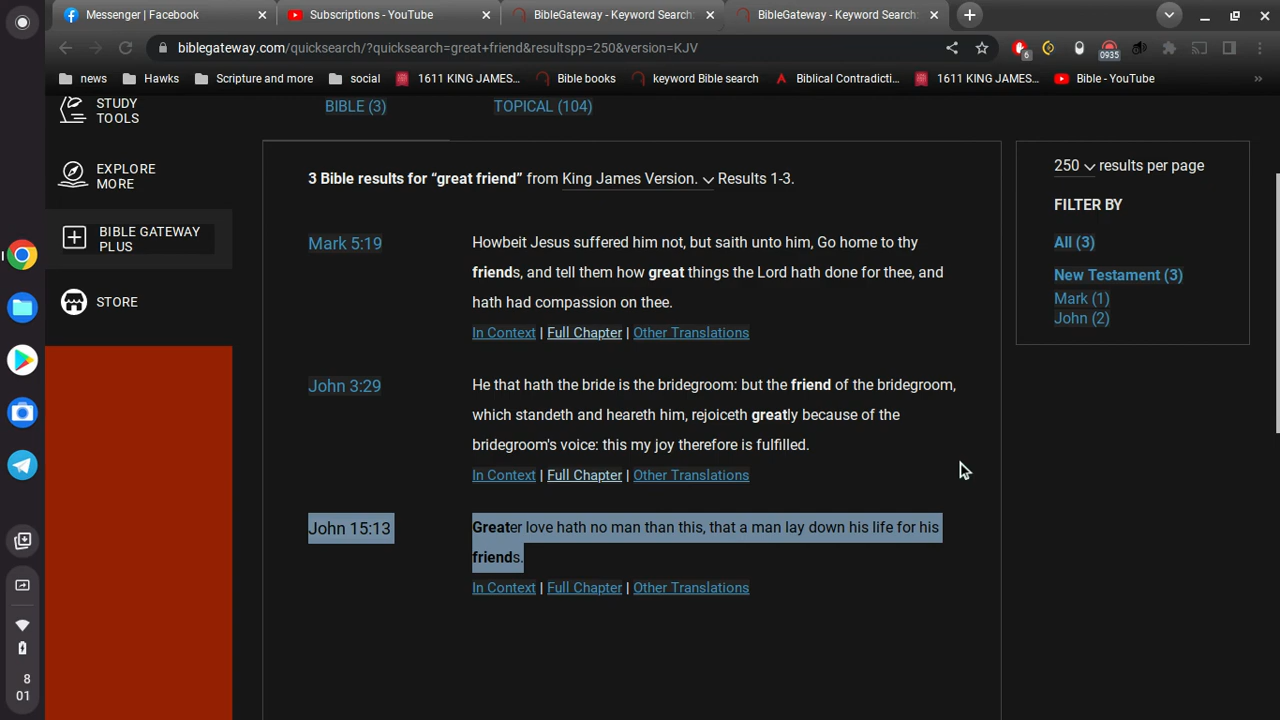 Messenger | Facebook
Subscriptions - YouTube
BibleGateway - Keyword Search:
BibleGateway - Keyword Search:
biblegateway.com/quicksearch/?quicksearch=great+friend&resultspp=250&version=KJV
6
0935
news
Hawks
Scripture and more
social
1611 KING JAMES...
Bible books
keyword Bible search
Biblical Contradicti...
1611 KING JAMES...
Bible - YouTube
»
STUDY
TOOLS
EXPLORE
MORE
BIBLE GATEWAY
PLUS
STORE
BIBLE (3)
TOPICAL (104)
3 Bible results for “great friend” from King James Version. Results 1-3.
Mark 5:19
Howbeit Jesus suffered him not, but saith unto him, Go home to thy
friends, and tell them how great things the Lord hath done for thee, and
hath had compassion on thee.
In Context | Full Chapter | Other Translations
John 3:29
He that hath the bride is the bridegroom: but the friend of the bridegroom,
which standeth and heareth him, rejoiceth greatly because of the
bridegroom's voice: this my joy therefore is fulfilled.
In Context | Full Chapter | Other Translations
John 15:13
Greater love hath no man than this, that a man lay down his life for his
friends.
In Context | Full Chapter | Other Translations
250 results per page
FILTER BY
All (3)
New Testament (3)
Mark (1)
John (2)
8
01